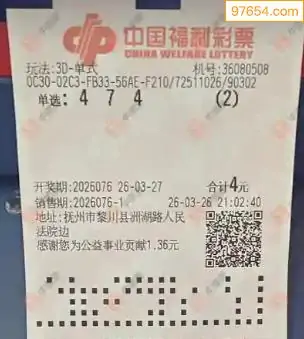 97654.com
中国福利彩票
CHINA WELFARE LOTTERY
玩法:3D-单式 机号:36080508
0C30-02C3-FB33-56AE-F210/72511026/90302
单选: 4 7 4 (2)
开奖期:2026076 26-03-27 合计4元
销售期:2026076-1 26-03-26 21:02:40
地址:抚州市黎川县洲湖路人民
法院边
感谢您为公益事业贡献1.36元